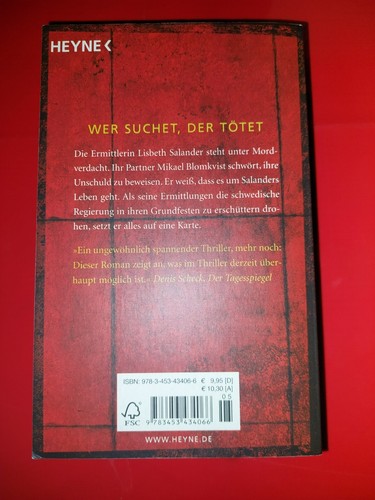 HEYNE<
WER SUCHET, DER TÖTET
Die Ermittlerin Lisbeth Salander steht unter Mord-
verdacht. Ihr Partner Mikael Blomkvist schwört, ihre
Unschuld zu beweisen. Er weiß, dass es um Salanders
Leben geht. Als seine Ermittlungen die schwedische
Regierung in ihren Grundfesten zu erschüttern dro-
hen, setzt er alles auf eine Karte.
»Ein ungewöhnlich spannender Thriller, mehr noch:
Dieser Roman zeigt an, was im Thriller derzeit über-
haupt möglich ist.« Denis Scheck, Der Tagesspiegel
ISBN: 978-3-453-43406-6 € 9,95 [D]
€ 10,30 [A]
05
FSC
9 783453 434066
WWW.HEYNE.DE